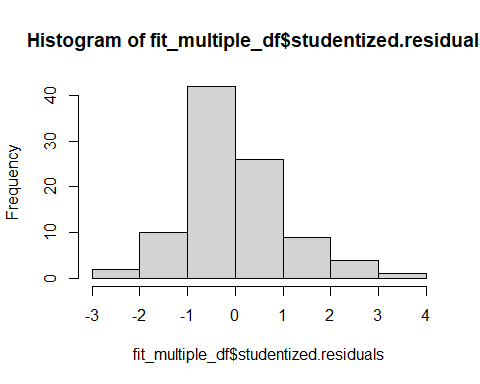 Histogram of fit_multiple_df$studentized.residuals
Frequency
40
30
20
10
0
-3 -2 -1 0 1 2 3 4
fit_multiple_df$studentized.residuals